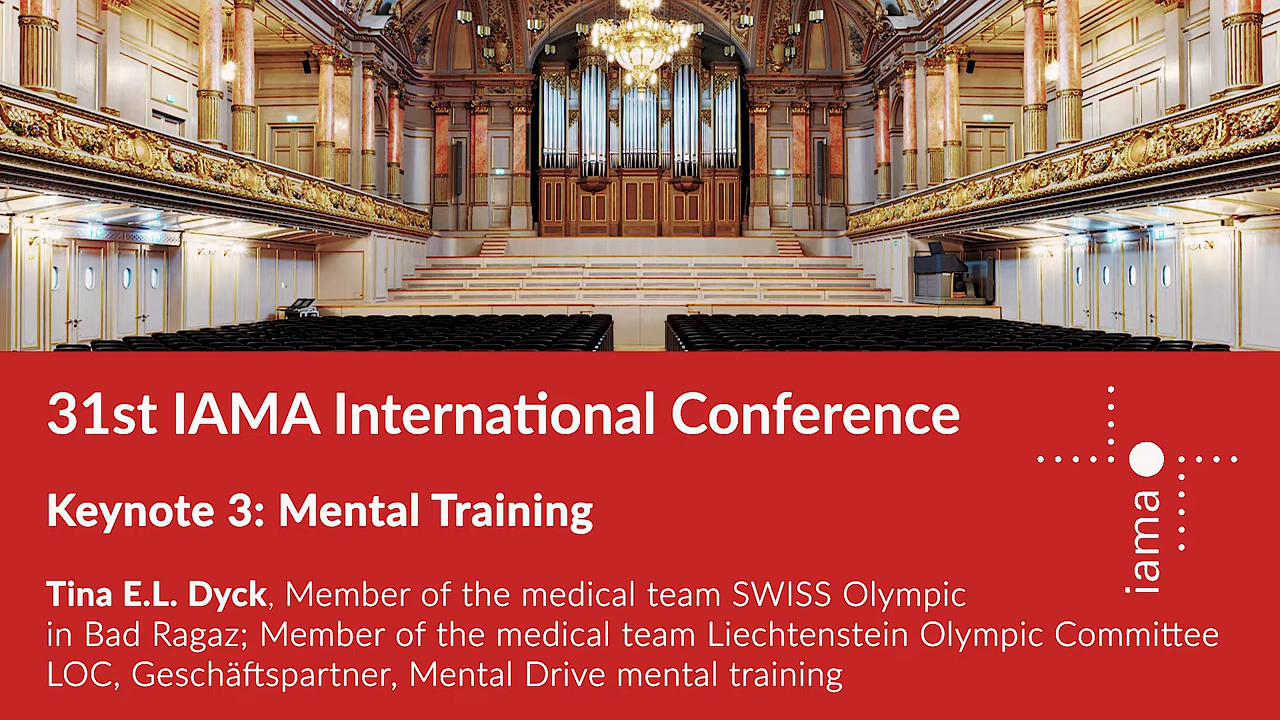 31st IAMA International Conference
Keynote 3: Mental Training
Tina E.L. Dyck, Member of the medical team SWISS Olympic
in Bad Ragaz; Member of the medical team Liechtenstein Olympic Committee
LOC, Geschäftspartner, Mental Drive mental training
iama